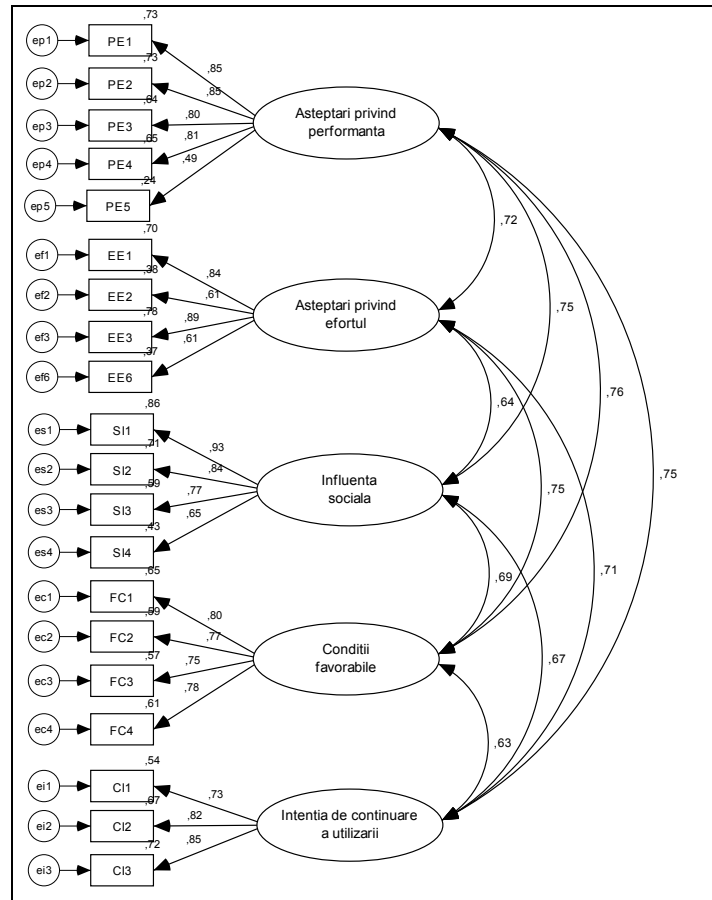 ,73
ep1
PE1
,73
,85
ep2
PE2
,85
,64
ep3
PE3
,80
,65
,81
ep4
PE4
,49
,24
ep5
PE5
Asteptari privind
performanta
,72
,70
ef1
EE1
,84
,38
ef2
EE2
,61
,78
ef3
EE3
,89
,37
,61
ef6
EE6
Asteptari privind
efortul
,75
,64
,76
,86
es1
SI1
,93
,71
es2
SI2
,84
,59
es3
SI3
,77
,43
,65
es4
SI4
Influenta
sociala
,75
,75
,69
,71
,65
ec1
FC1
,80
,59
ec2
FC2
,77
,57
,75
ec3
FC3
,78
,61
ec4
FC4
Conditii
favorabile
,67
,63
,54
ei1
CI1
,73
,67
ei2
CI2
,82
,72
,85
ei3
CI3
Intentia de continuare
a utilizarii